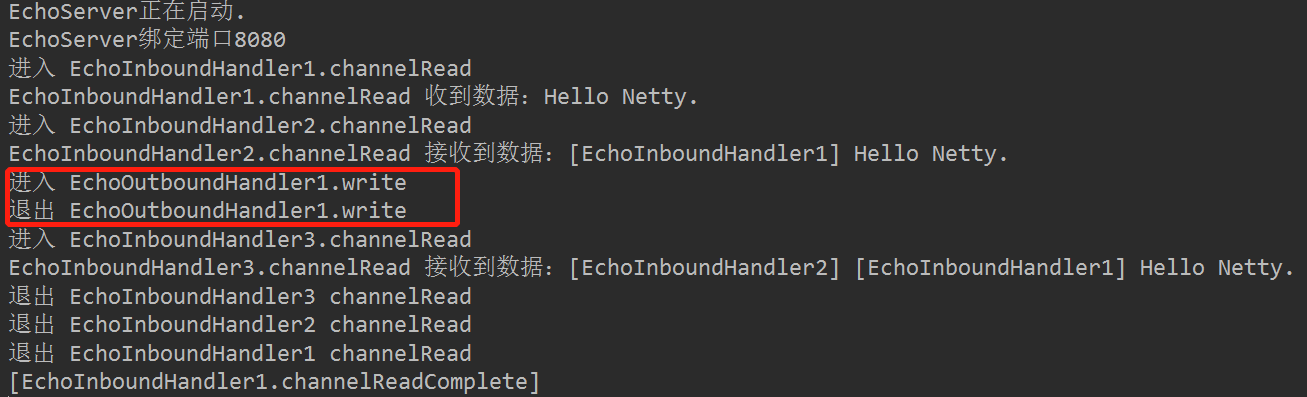 EchoServer正在启动.
EchoServer绑定端口8080
进入 EchoInboundHandler1.channelRead
EchoInboundHandler1.channelRead 收到数据：Hello Netty.
进入 EchoInboundHandler2.channelRead
EchoInboundHandler2.channelRead 接收到数据：[EchoInboundHandler1] Hello Netty.
进入 EchoOutboundHandler1.write
退出 EchoOutboundHandler1.write
进入 EchoInboundHandler3.channelRead
EchoInboundHandler3.channelRead 接收到数据：[EchoInboundHandler2] [EchoInboundHandler1] Hello Netty.
退出 EchoInboundHandler3 channelRead
退出 EchoInboundHandler2 channelRead
退出 EchoInboundHandler1 channelRead
[EchoInboundHandler1.channelReadComplete]